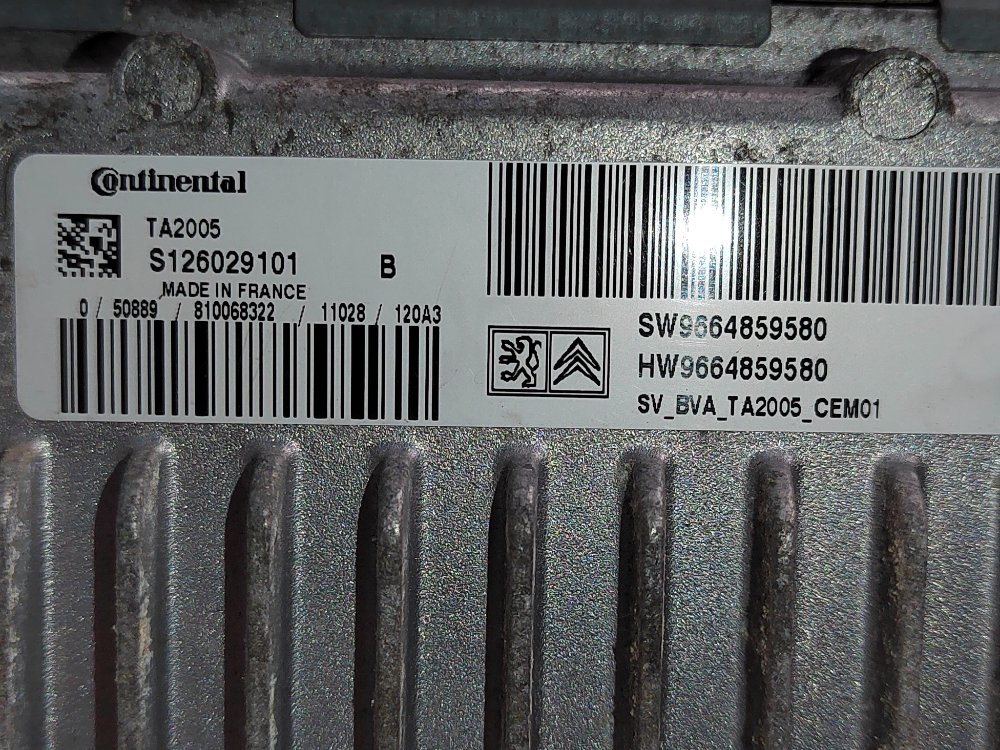 Continental
TA2005
S126029101 B
MADE IN FRANCE
0 / 50889 / 810068322 / 11028 / 120A3
SW9664859580
HW9664859580
SV_BVA_TA2005_CEM01